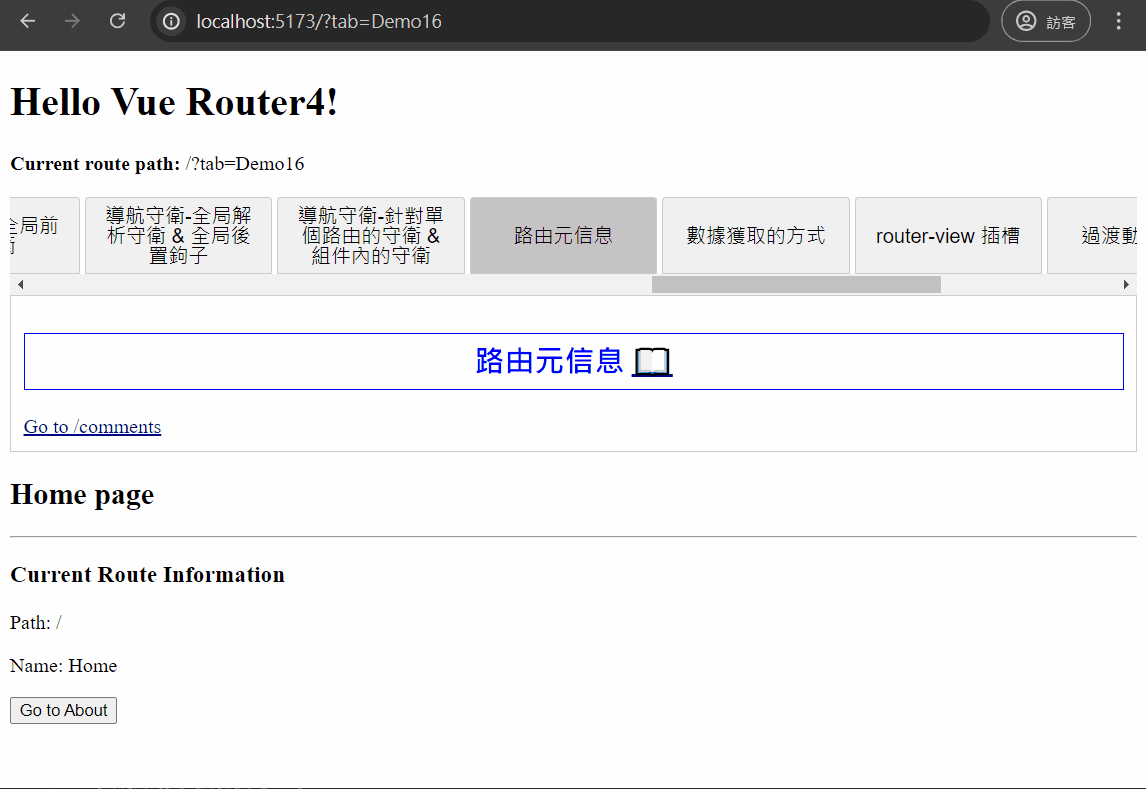 localhost:5173/?tab=Demo16
訪客
Hello Vue Router4!
Current route path: /?tab=Demo16
全局前
導航守衛-全局解
析守衛 & 全局後
置鉤子
導航守衛-針對單
個路由的守衛 &
組件內的守衛
路由元信息
數據獲取的方式
router-view 插槽
過渡動
路由元信息 📖
Go to /comments
Home page
Current Route Information
Path: /
Name: Home
Go to About